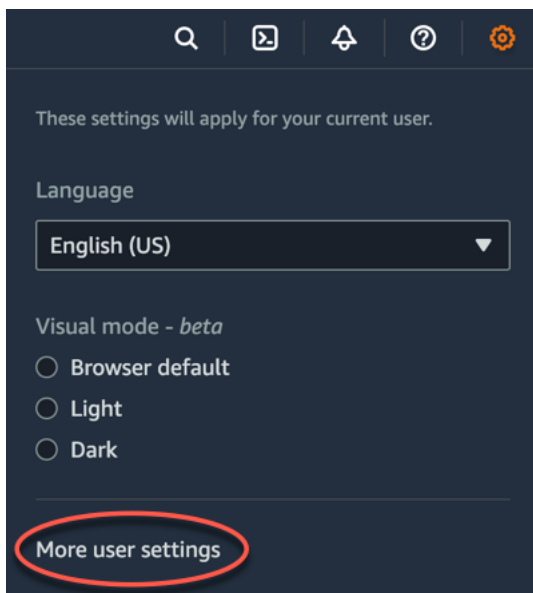 These settings will apply for your current user.
Language
English (US)
Visual mode - beta
Browser default
Light
Dark
More user settings